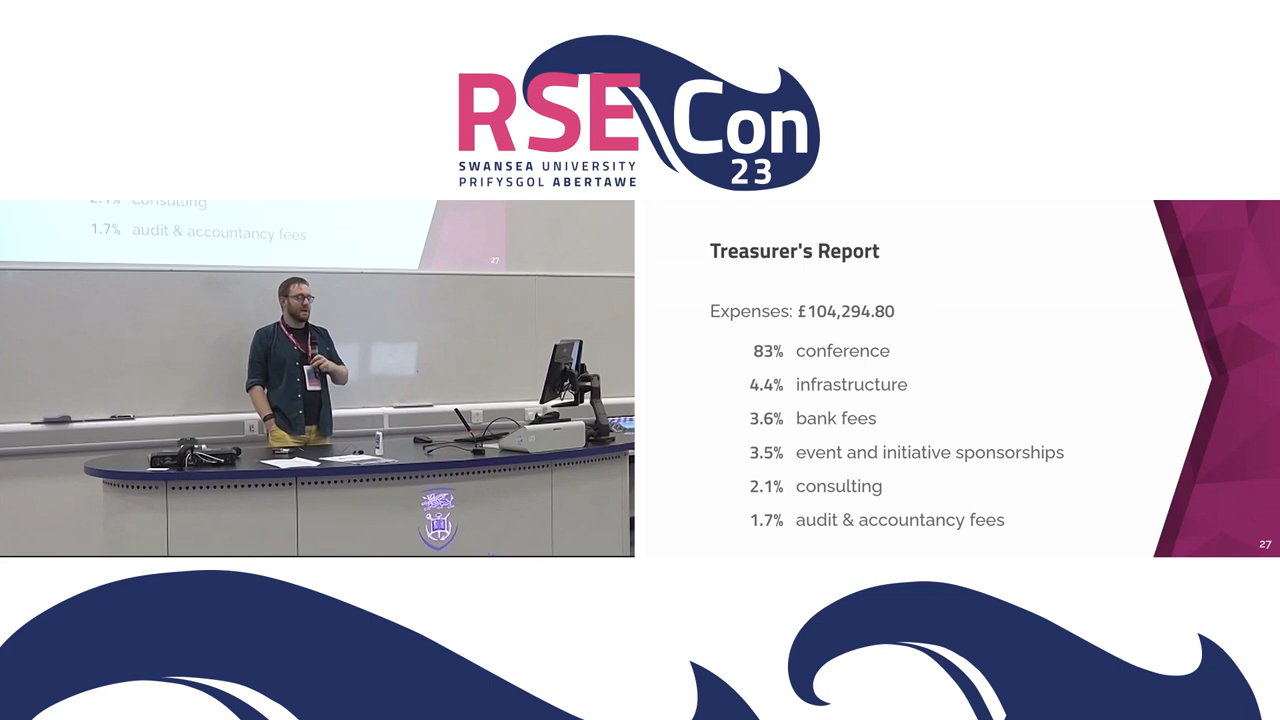 RSE Con
23
SWANSEA UNIVERSITY
PRIFYSGOL ABERTAWE
2.1% consulting
1.7% audit & accountancy fees
27
Treasurer's Report
Expenses: £104,294.80
83% conference
4.4% infrastructure
3.6% bank fees
3.5% event and initiative sponsorships
2.1% consulting
1.7% audit & accountancy fees
27